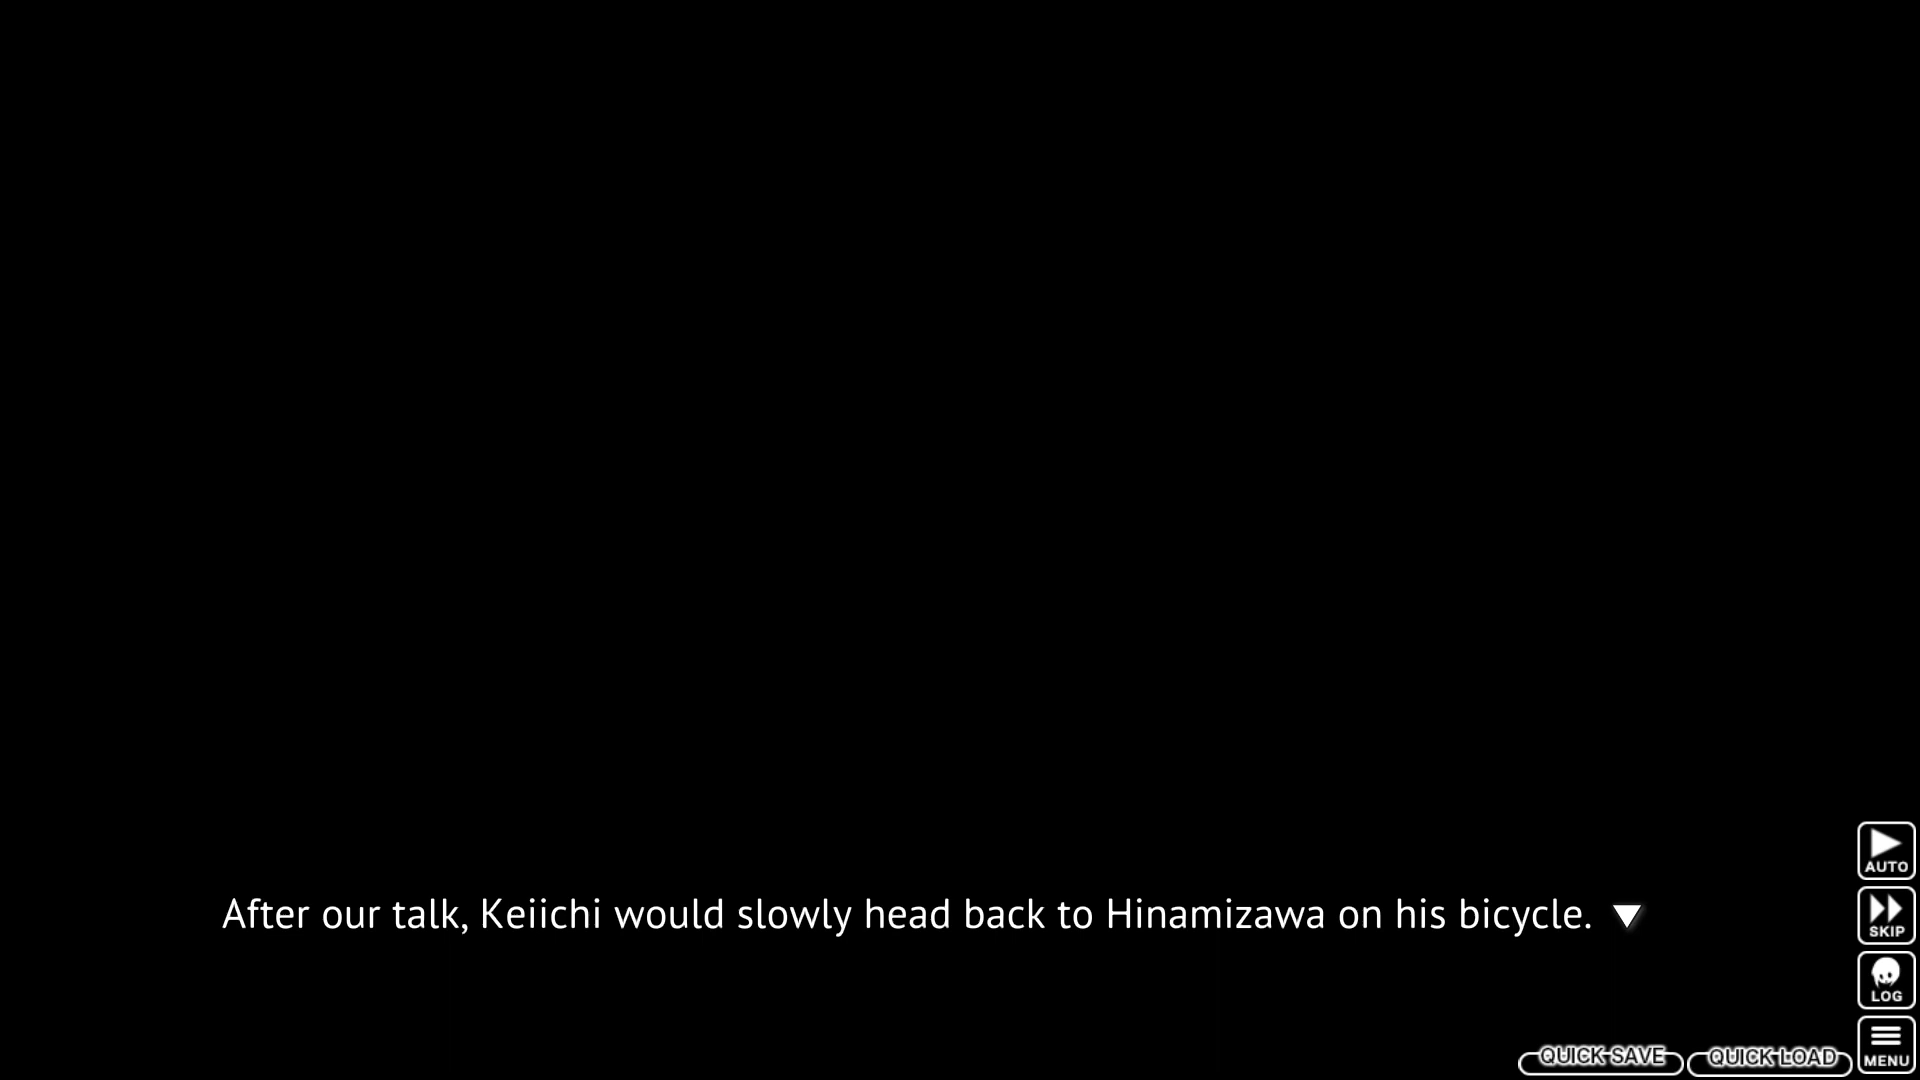 After our talk, Keiichi would slowly head back to Hinamizawa on his bicycle.
AUTO
SKIP
LOG
MENU
QUICK SAVE QUICK LOAD